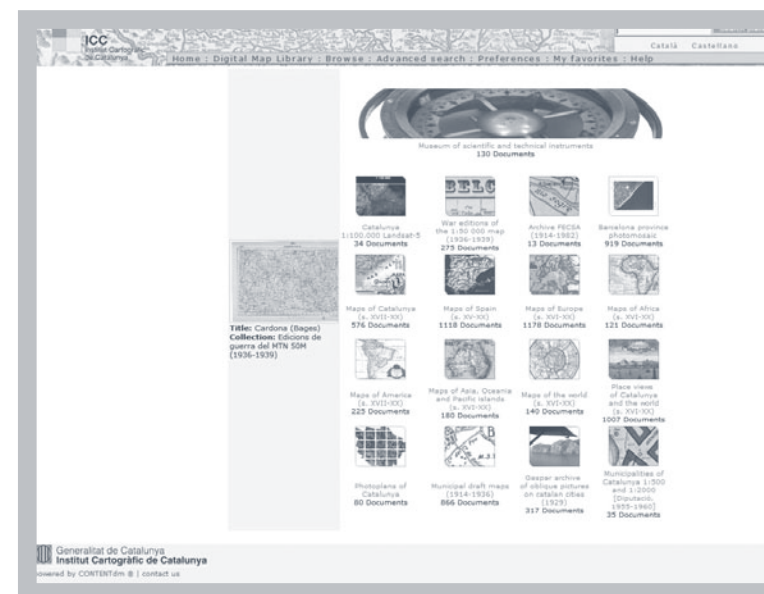 ICC
Institut Cartogràfic
de Catalunya
Català Castellano
Home : Digital Map Library : Browse : Advanced search : Preferences : My favorites : Help
Museum of scientific and technical instruments
130 Documents
Catalunya
1:100.000 Landsat-5
34 Documents
BELG
War editions of
the 1:50 000 map
(1936-1939)
275 Documents
Archive FECSA
(1914-1982)
13 Documents
Barcelona province
photomosaic
919 Documents
Title: Cardona (Bages)
Collection: Edicions de
guerra del MTN 50M
(1936-1939)
Maps of Catalunya
(s. XVII-XX)
576 Documents
Maps of Spain
(s. XV-XX)
1118 Documents
Maps of Europe
(s. XVI-XX)
1178 Documents
Maps of Africa
(s. XVI-XX)
121 Documents
Maps of America
(s. XVII-XX)
225 Documents
Maps of Asia, Oceania
and Pacific islands
(s. XVI-XX)
180 Documents
Maps of the world
(s. XVI-XX)
140 Documents
Place views
of Catalunya
and the world
(s. XVI-XX)
1007 Documents
Photoplans of
Catalunya
80 Documents
B
M.3.1
Municipal draft maps
(1914-1936)
866 Documents
Gaspar archive
of oblique pictures
on catalan cities
(1929)
317 Documents
Municipalities of
Catalunya 1:500
and 1:2000
[Diputació.
1955-1960]
35 Documents
Generalitat de Catalunya
Institut Cartogràfic de Catalunya
powered by CONTENTdm ® | contact us